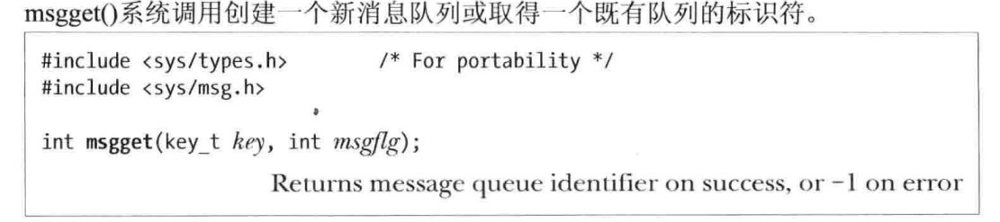 msgget()系统调用创建一个新消息队列或取得一个既有队列的标识符。
#include <sys/types.h>        /* For portability */
#include <sys/msg.h>
int msgget(key_t key, int msgflg);
Returns message queue identifier on success, or −1 on error